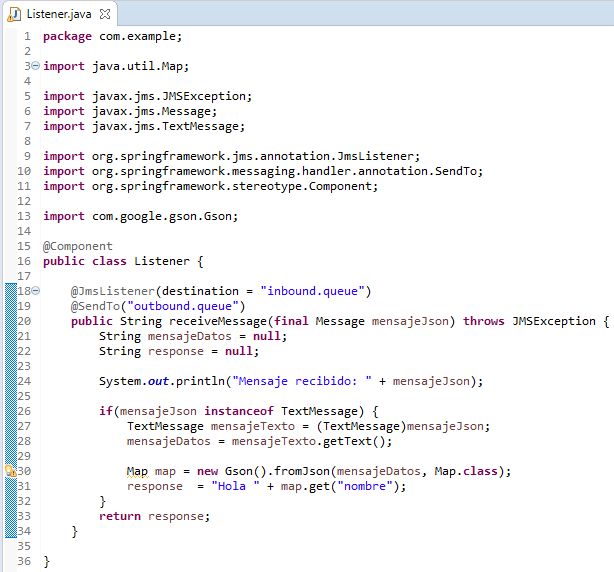 Listener.java
1 package com.example;
2
3 import java.util.Map;
4
5 import javax.jms.JMSException;
6 import javax.jms.Message;
7 import javax.jms.TextMessage;
8
9 import org.springframework.jms.annotation.JmsListener;
10 import org.springframework.messaging.handler.annotation.SendTo;
11 import org.springframework.stereotype.Component;
12
13 import com.google.gson.Gson;
14
15 @Component
16 public class Listener {
17
18     @JmsListener(destination = "inbound.queue")
19     @SendTo("outbound.queue")
20     public String receiveMessage(final Message mensajeJson) throws JMSException {
21         String mensajeDatos = null;
22         String response = null;
23
24         System.out.println("Mensaje recibido: " + mensajeJson);
25
26         if(mensajeJson instanceof TextMessage) {
27             TextMessage mensajeTexto = (TextMessage)mensajeJson;
28             mensajeDatos = mensajeTexto.getText();
29
30             Map map = new Gson().fromJson(mensajeDatos, Map.class);
31             response  = "Hola " + map.get("nombre");
32         }
33         return response;
34     }
35
36 }